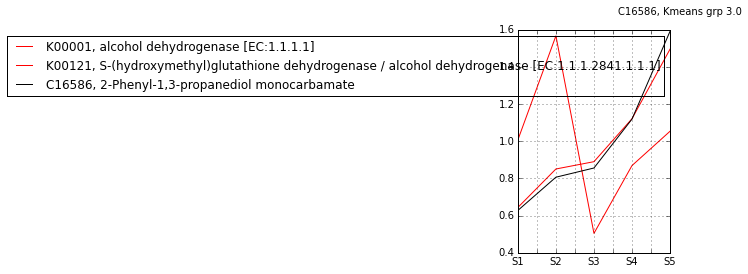 C16586, Kmeans grp 3.0
K00001, alcohol dehydrogenase [EC:1.1.1.1]
K00121, S-(hydroxymethyl)glutathione dehydrogenase / alcohol dehydrogenase [EC:1.1.1.2841.1.1.1]
C16586, 2-Phenyl-1,3-propanediol monocarbamate
1.6
1.4
1.2
1.0
0.8
0.6
0.4
S1 S2 S3 S4 S5